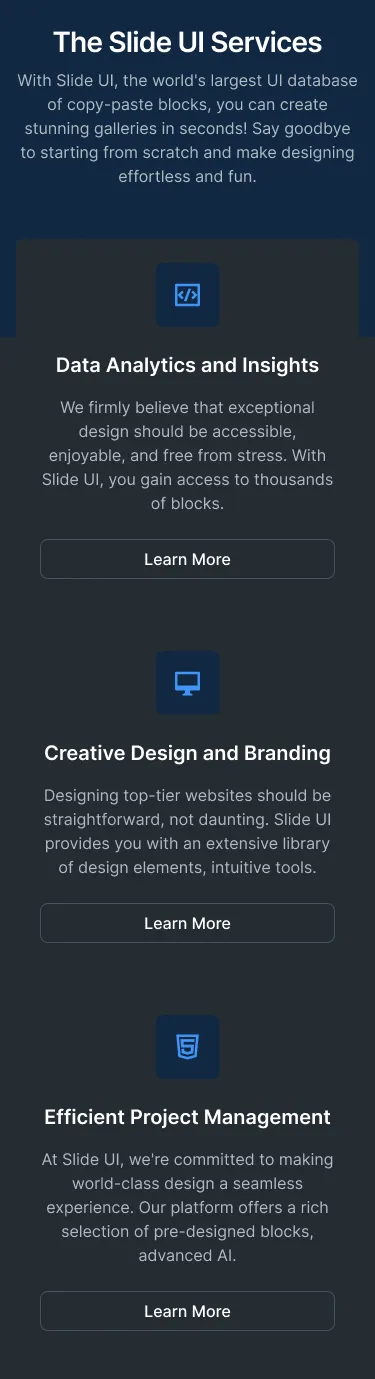 The Slide UI Services
With Slide UI, the world's largest UI database
of copy-paste blocks, you can create
stunning galleries in seconds! Say goodbye
to starting from scratch and make designing
effortless and fun.
Data Analytics and Insights
We firmly believe that exceptional
design should be accessible,
enjoyable, and free from stress. With
Slide UI, you gain access to thousands
of blocks.
Learn More
Creative Design and Branding
Designing top-tier websites should be
straightforward, not daunting. Slide UI
provides you with an extensive library
of design elements, intuitive tools.
Learn More
Efficient Project Management
At Slide UI, we're committed to making
world-class design a seamless
experience. Our platform offers a rich
selection of pre-designed blocks,
advanced AI.
Learn More